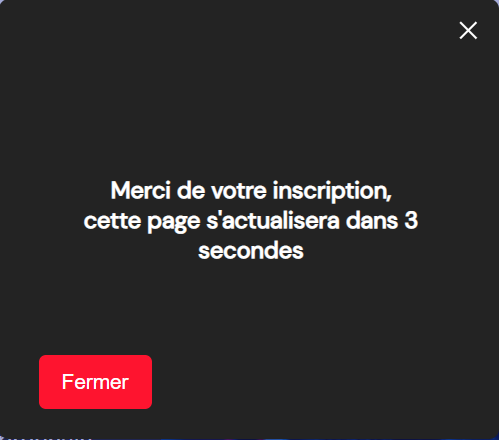 Merci de votre inscription,
cette page s'actualisera dans 3
secondes
Fermer